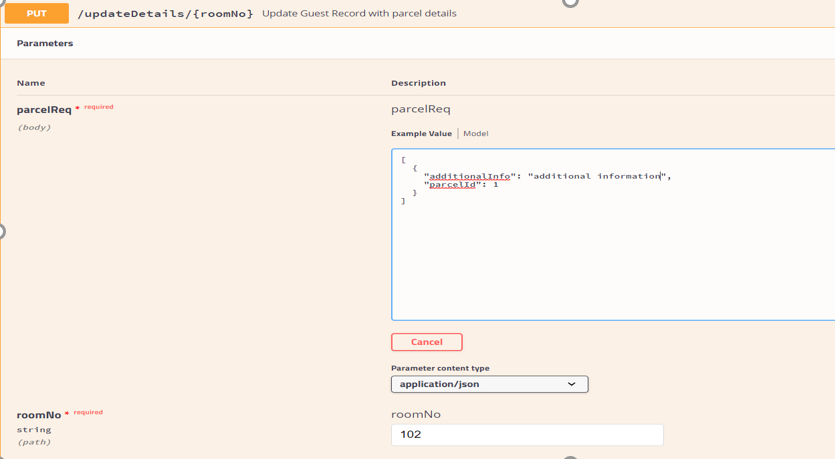 PUT /updateDetails/{roomNo} Update Guest Record with parcel details
Parameters
Name Description
parcelReq * required parcelReq
(body)
Example Value | Model
[
{
"additionalInfo": "additional information",
"parcelId": 1
}
]
Cancel
Parameter content type
application/json
roomNo * required roomNo
string
(path)
102